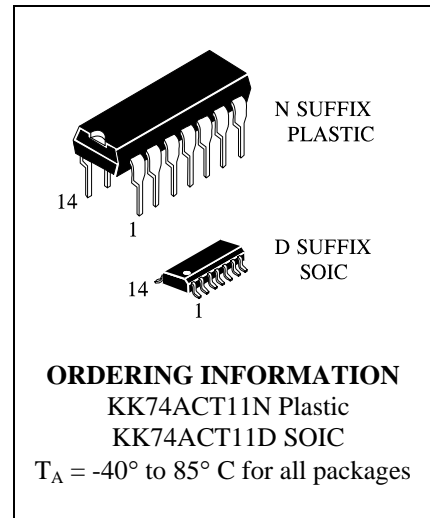 N SUFFIX
PLASTIC
14
1
D SUFFIX
SOIC
14
1
ORDERING INFORMATION
KK74ACT11N Plastic
KK74ACT11D SOIC
TA = -40° to 85° C for all packages